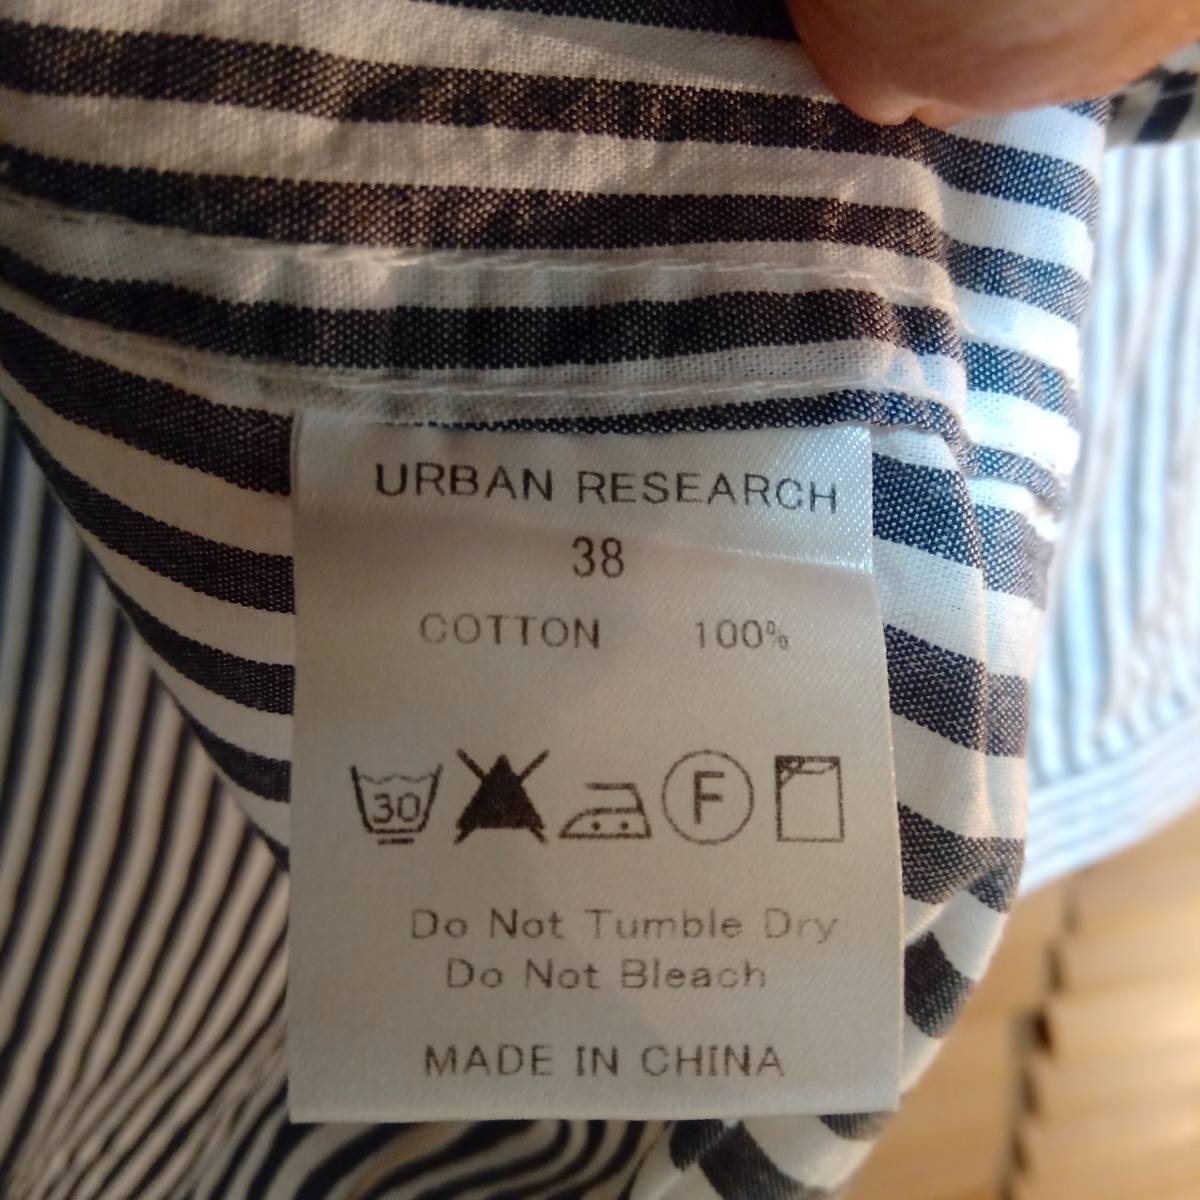 URBAN RESEARCH
38
COTTON 100%
30 F
Do Not Tumble Dry
Do Not Bleach
MADE IN CHINA